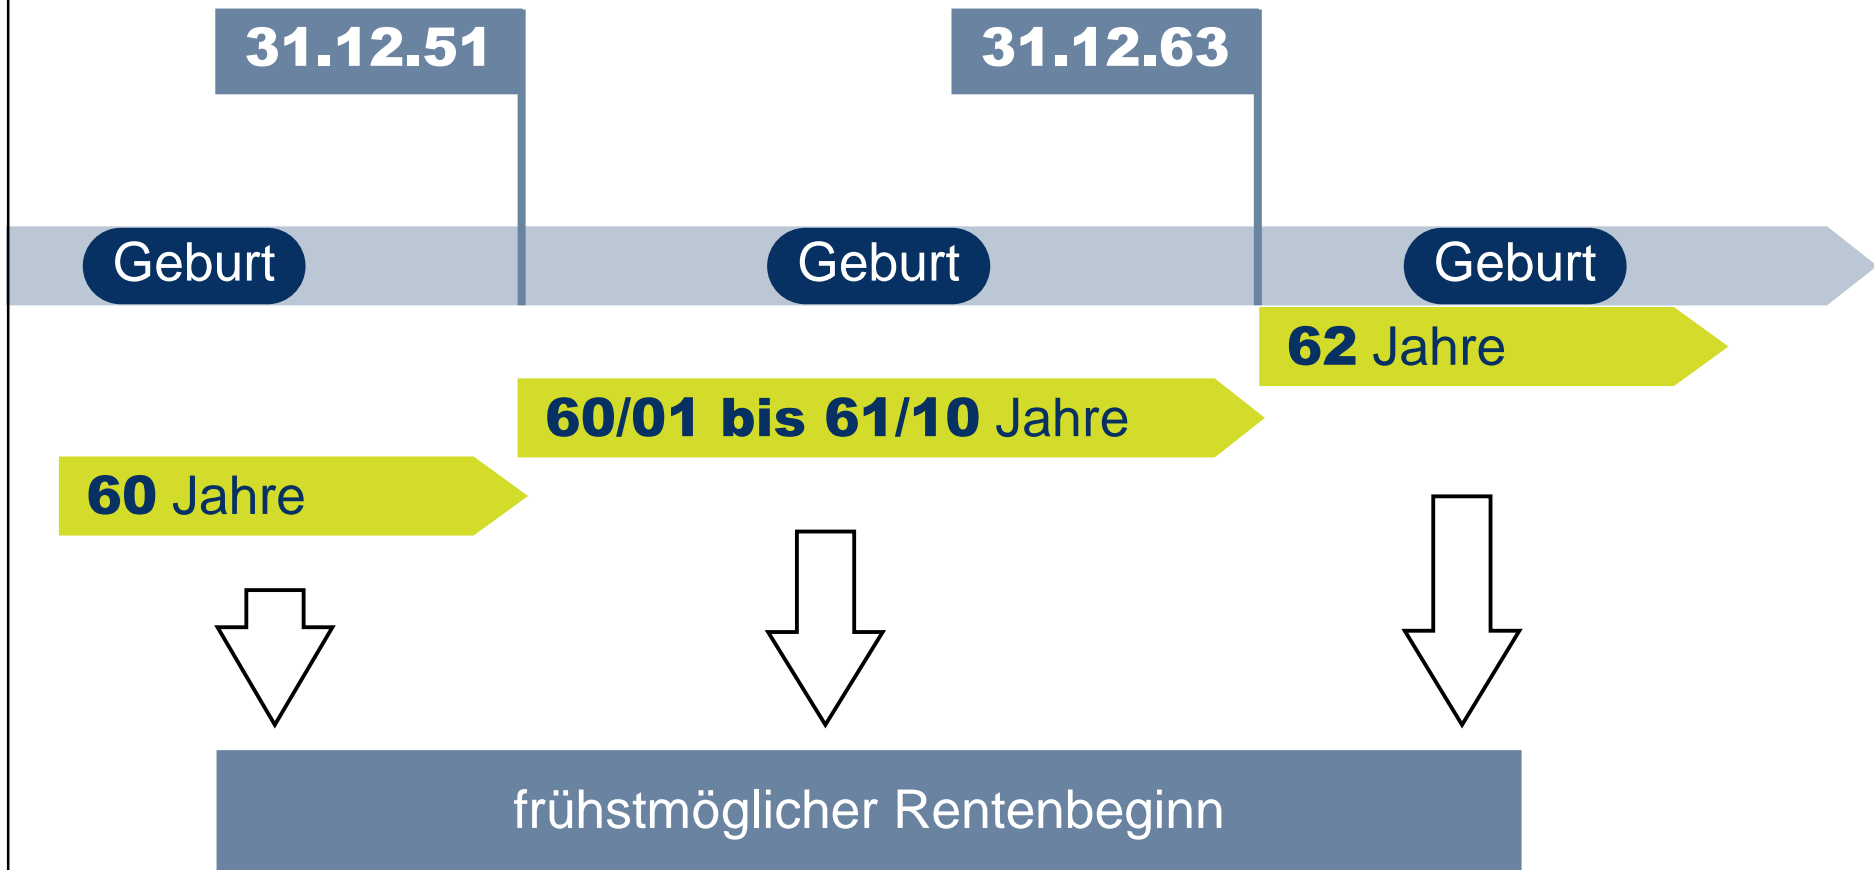 31.12.51
31.12.63
Geburt
Geburt
Geburt
62 Jahre
60/01 bis 61/10 Jahre
60 Jahre
frühstmöglicher Rentenbeginn